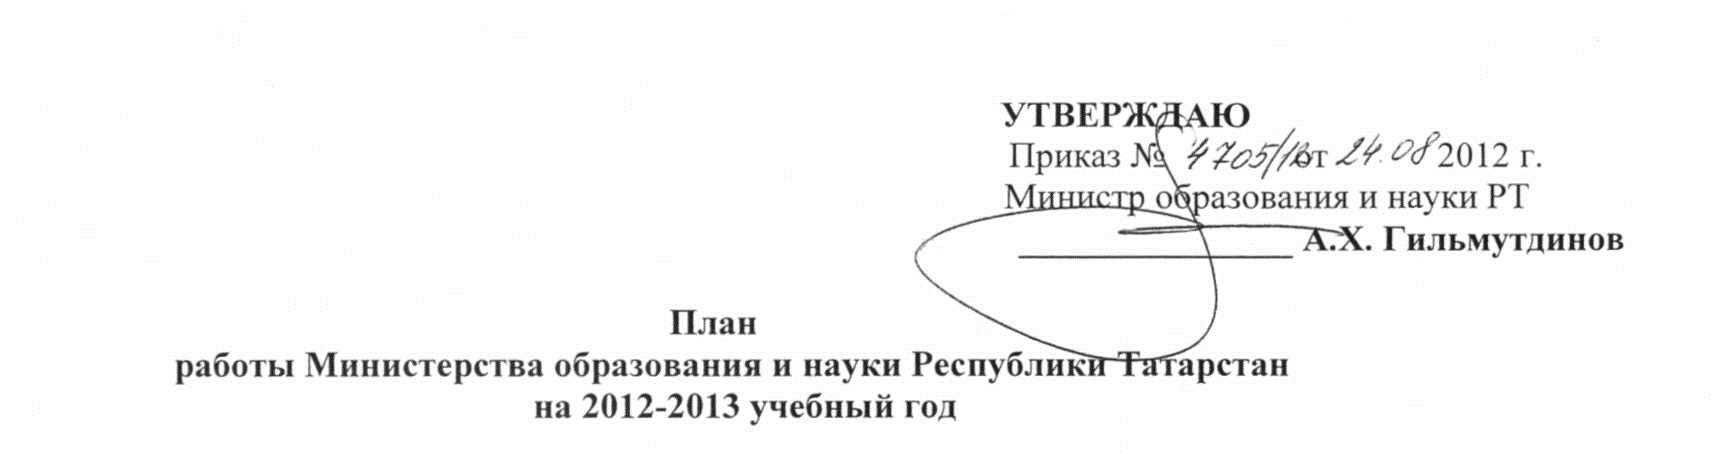 УТВЕРЖДАЮ
Приказ № 4705/12 от 24.08 2012 г.
Министр образования и науки РТ
А.Х. Гильмутдинов
План
работы Министерства образования и науки Республики Татарстан
на 2012-2013 учебный год